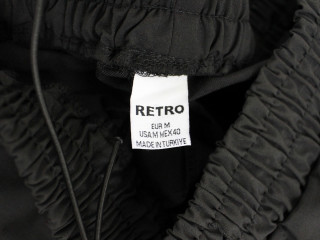 RETRO
EUR M
USA M MEX 40
MADE IN TURKIYE